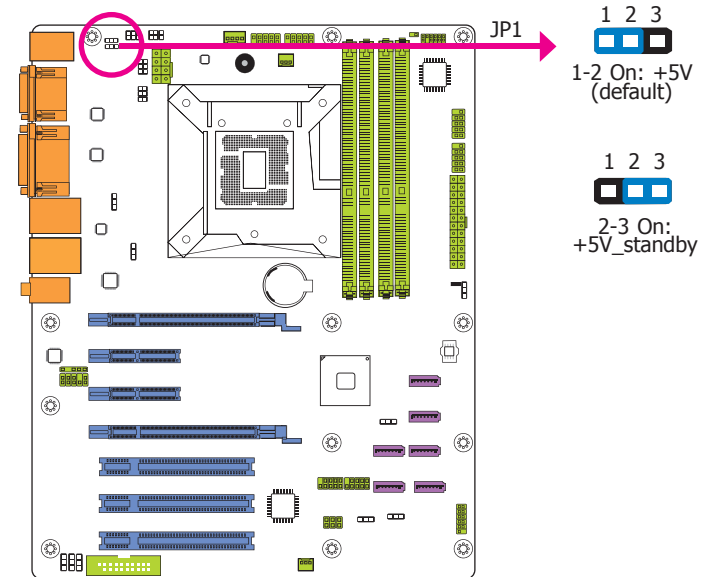 JP1
1 2 3
1-2 On: +5V
(default)
1 2 3
2-3 On:
+5V_standby